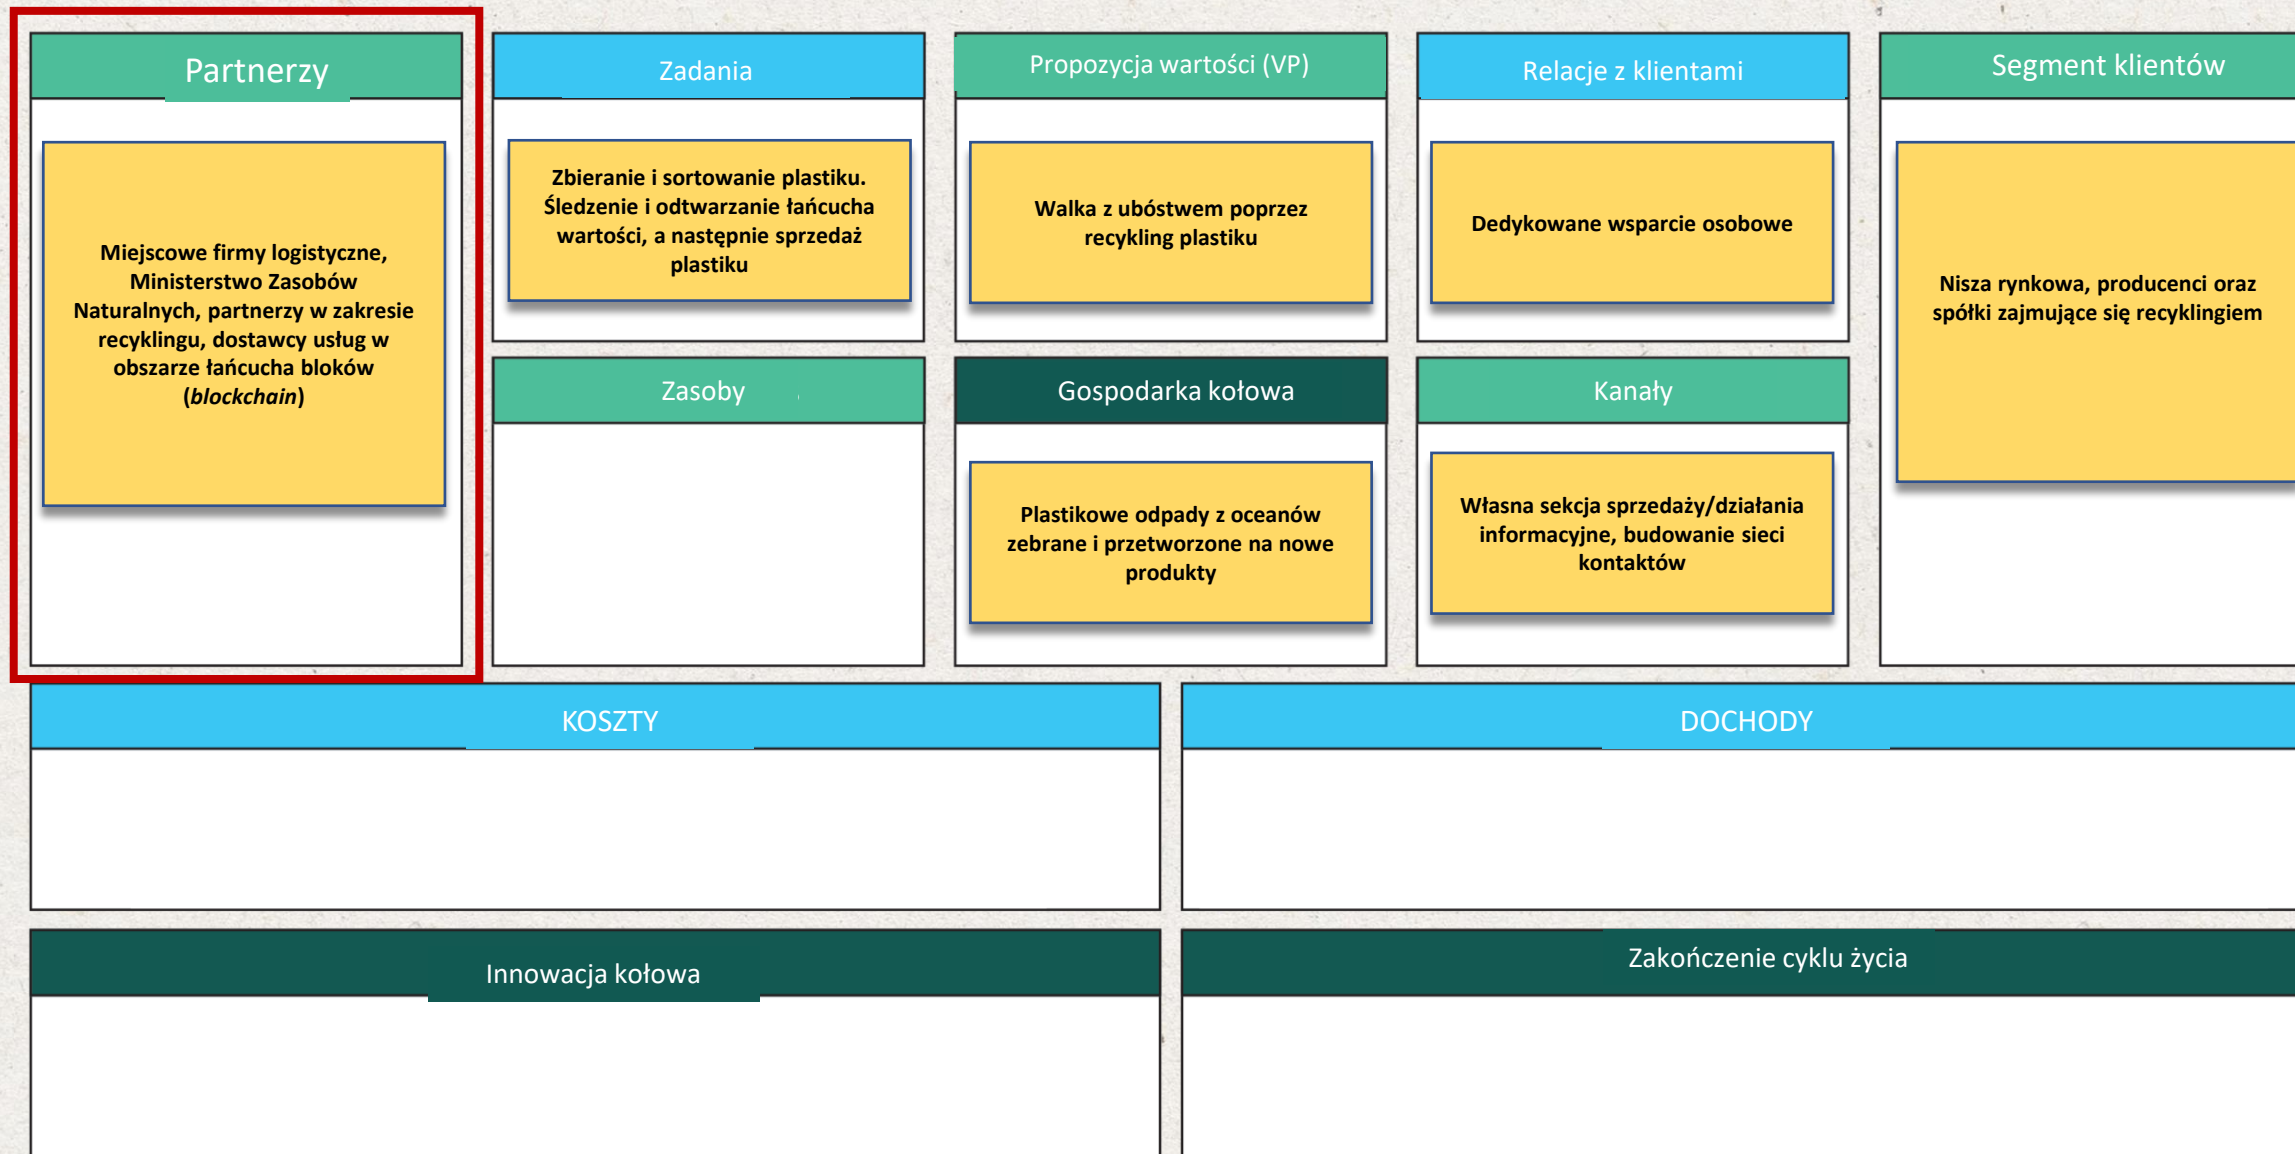 Partnerzy
Miejscowe firmy logistyczne,
Ministerstwo Zasobów
Naturalnych, partnerzy w zakresie
recyklingu, dostawcy usług w
obszarze łańcucha bloków
(blockchain)
Zadania
Zbieranie i sortowanie plastiku.
Śledzenie i odtwarzanie łańcucha
wartości, a następnie sprzedaż
plastiku
Zasoby
Propozycja wartości (VP)
Walka z ubóstwem poprzez
recykling plastiku
Gospodarka kołowa
Plastikowe odpady z oceanów
zebrane i przetworzone na nowe
produkty
Relacje z klientami
Dedykowane wsparcie osobowe
Kanały
Własna sekcja sprzedaży/działania
informacyjne, budowanie sieci
kontaktów
Segment klientów
Nisza rynkowa, producenci oraz
spółki zajmujące się recyklingiem
KOSZTY
DOCHODY
Innowacja kołowa
Zakończenie cyklu życia